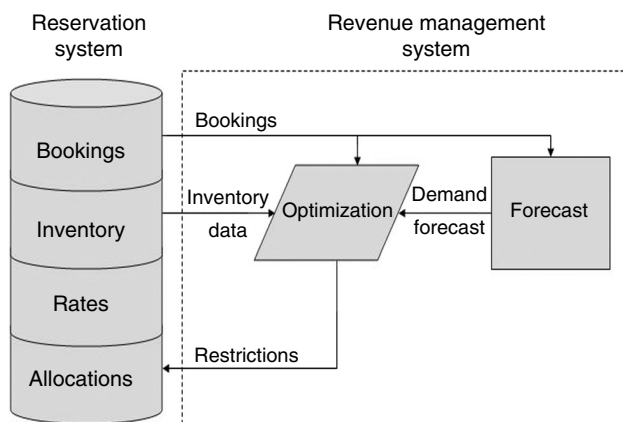 Reservation
system
Revenue management
system
Bookings
Inventory
Rates
Allocations
Bookings
Inventory
data
Optimization
Demand
forecast
Forecast
Restrictions